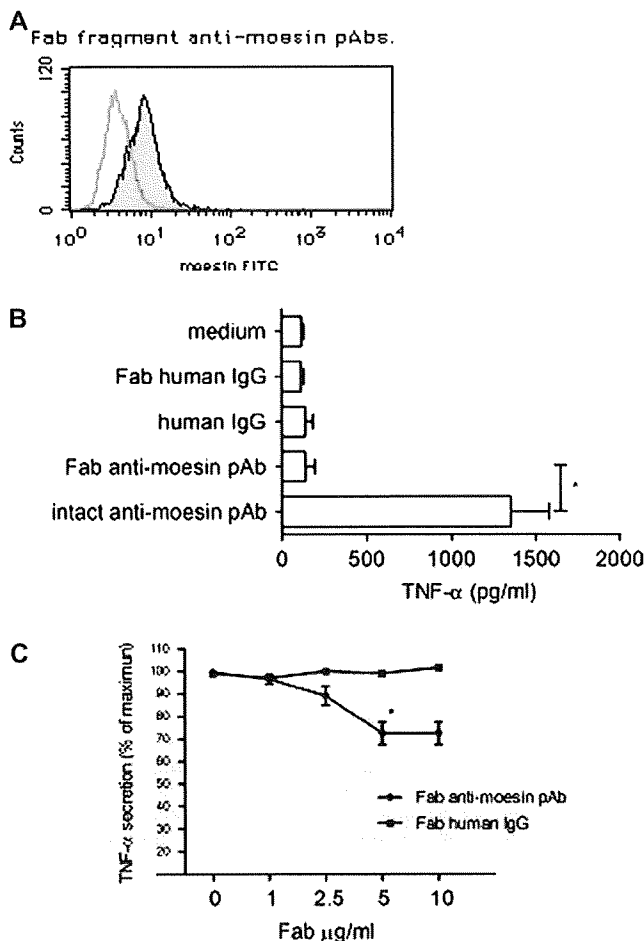 A
Fab fragment anti-moesin pAbs.
120
Counts
0
10^0 10^1 10^2 10^3 10^4
moesin FITC
B
medium
Fab human IgG
human IgG
Fab anti-moesin pAb
intact anti-moesin pAb
*
0 500 1000 1500 2000
TNF-α (pg/ml)
C
TNF-α secretion (% of maximun)
110
100
90
80
70
60
50
40
30
20
*
Fab anti-moesin pAb
Fab human IgG
0 1 2.5 5 10
Fab μg/ml